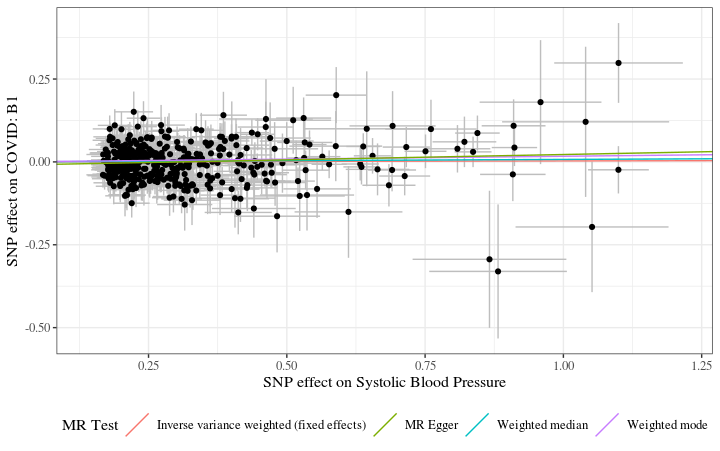 SNP effect on COVID: B1
0.25
0.00
-0.25
-0.50
0.25 0.50 0.75 1.00 1.25
SNP effect on Systolic Blood Pressure
MR Test Inverse variance weighted (fixed effects) MR Egger Weighted median Weighted mode